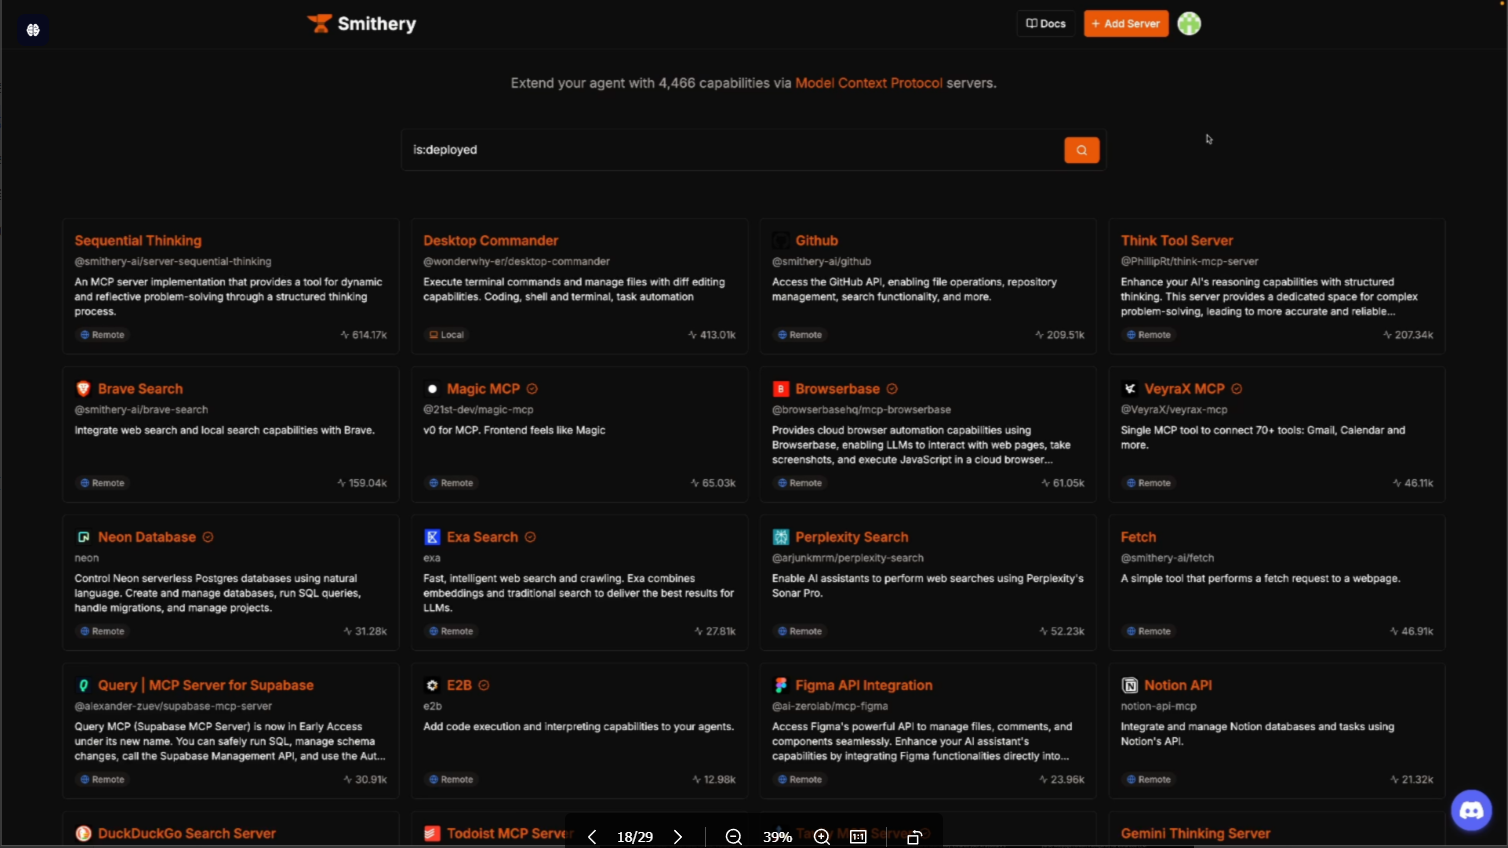 Smithery
Docs
+ Add Server
Extend your agent with 4,466 capabilities via Model Context Protocol servers.
is:deployed
Sequential Thinking
@smithery-ai/server-sequential-thinking
An MCP server implementation that provides a tool for dynamic
and reflective problem-solving through a structured thinking
process.
Remote
614.17k
Desktop Commander
@wonderwhy-er/desktop-commander
Execute terminal commands and manage files with diff editing
capabilities. Coding, shell and terminal, task automation
Local
413.01k
Github
@smithery-ai/github
Access the GitHub API, enabling file operations, repository
management, search functionality, and more.
Remote
209.51k
Think Tool Server
@PhillipRt/think-mcp-server
Enhance your AI's reasoning capabilities with structured
thinking. This server provides a dedicated space for complex
problem-solving, leading to more accurate and reliable...
Remote
207.34k
Brave Search
@smithery-ai/brave-search
Integrate web search and local search capabilities with Brave.
Remote
159.04k
Magic MCP
@21st-dev/magic-mcp
v0 for MCP. Frontend feels like Magic
Remote
65.03k
B
Browserbase
@browserbasehq/mcp-browserbase
Provides cloud browser automation capabilities using
Browserbase, enabling LLMs to interact with web pages, take
screenshots, and execute JavaScript in a cloud browser...
Remote
61.05k
VeyraX MCP
@VeyraX/veyrax-mcp
Single MCP tool to connect 70+ tools: Gmail, Calendar and
more.
Remote
46.11k
Neon Database
neon
Control Neon serverless Postgres databases using natural
language. Create and manage databases, run SQL queries,
handle migrations, and manage projects.
Remote
31.28k
Exa Search
exa
Fast, intelligent web search and crawling. Exa combines
embeddings and traditional search to deliver the best results for
LLMs.
Remote
27.81k
Perplexity Search
@arjunkmrm/perplexity-search
Enable AI assistants to perform web searches using Perplexity's
Sonar Pro.
Remote
52.23k
Fetch
@smithery-ai/fetch
A simple tool that performs a fetch request to a webpage.
Remote
46.91k
Query | MCP Server for Supabase
@alexander-zuev/supabase-mcp-server
Query MCP (Supabase MCP Server) is now in Early Access
under its new name. You can safely run SQL, manage schema
changes, call the Supabase Management API, and use the Aut...
Remote
30.91k
E2B
e2b
Add code execution and interpreting capabilities to your agents.
Remote
12.98k
Figma API Integration
@ai-zerolab/mcp-figma
Access Figma's powerful API to manage files, comments, and
components seamlessly. Enhance your AI assistant's
capabilities by integrating Figma functionalities directly into...
Remote
23.96k
Notion API
notion-api-mcp
Integrate and manage Notion databases and tasks using
Notion's API.
Remote
21.32k
DuckDuckGo Search Server
Todoist MCP Server
Gemini Thinking Server
18/29
39%
1:1